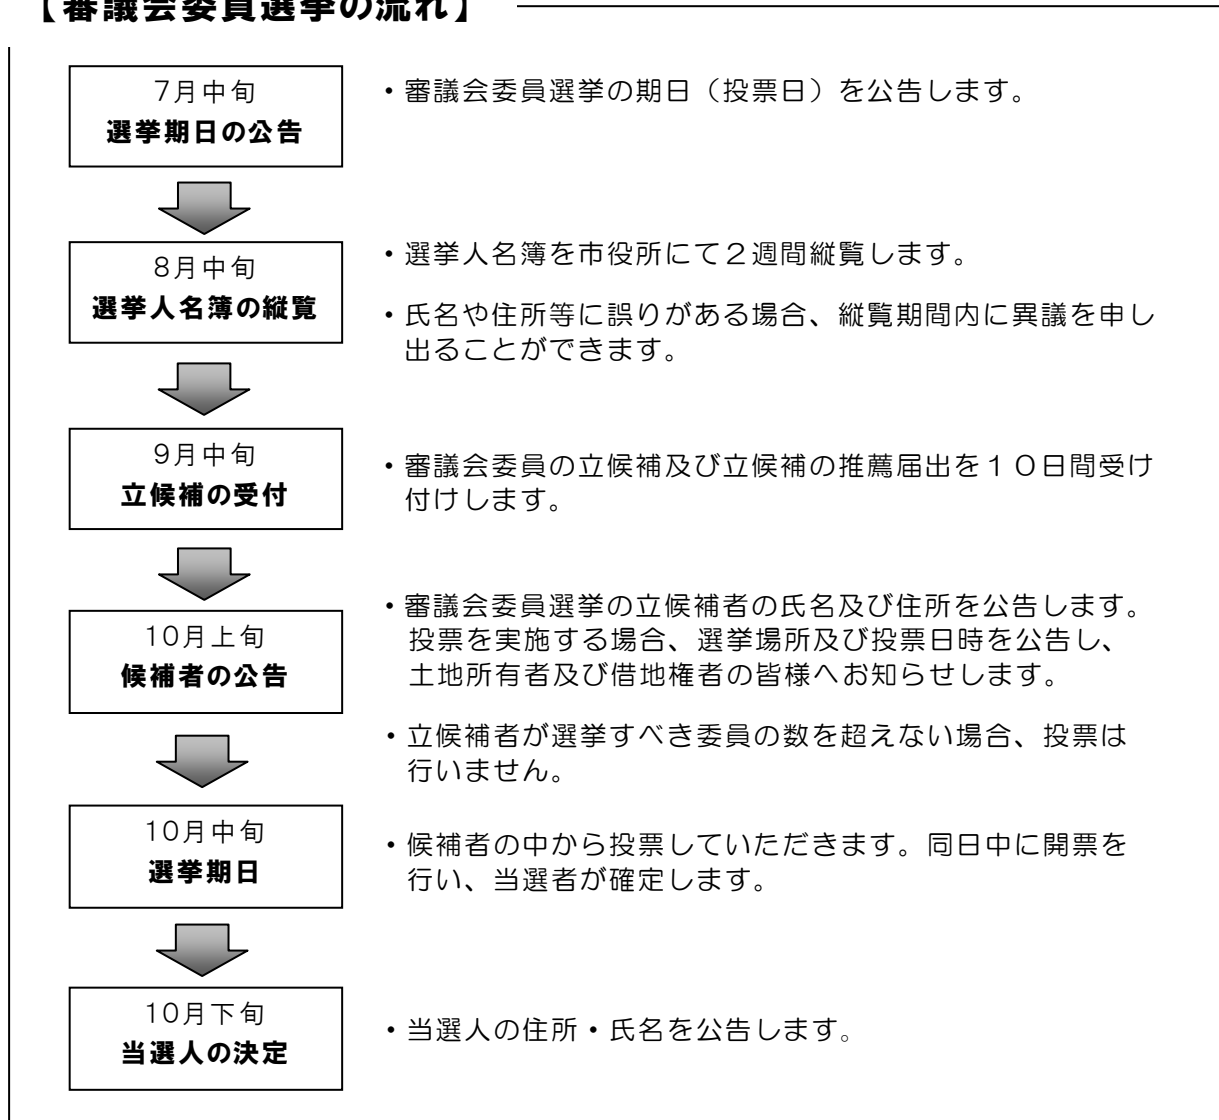 【審議会委員選挙の流れ】
7月中旬
選挙期日の公告
・審議会委員選挙の期日（投票日）を公告します。
8月中旬
選挙人名簿の縦覧
・選挙人名簿を市役所にて２週間縦覧します。
・氏名や住所等に誤りがある場合、縦覧期間内に異議を申し
出ることができます。
9月中旬
立候補の受付
・審議会委員の立候補及び立候補の推薦届出を１０日間受け
付けします。
10月上旬
候補者の公告
・審議会委員選挙の立候補者の氏名及び住所を公告します。
投票を実施する場合、選挙場所及び投票日時を公告し、
土地所有者及び借地権者の皆様へお知らせします。
・立候補者が選挙すべき委員の数を超えない場合、投票は
行いません。
10月中旬
選挙期日
・候補者の中から投票していただきます。同日中に開票を
行い、当選者が確定します。
10月下旬
当選人の決定
・当選人の住所・氏名を公告します。